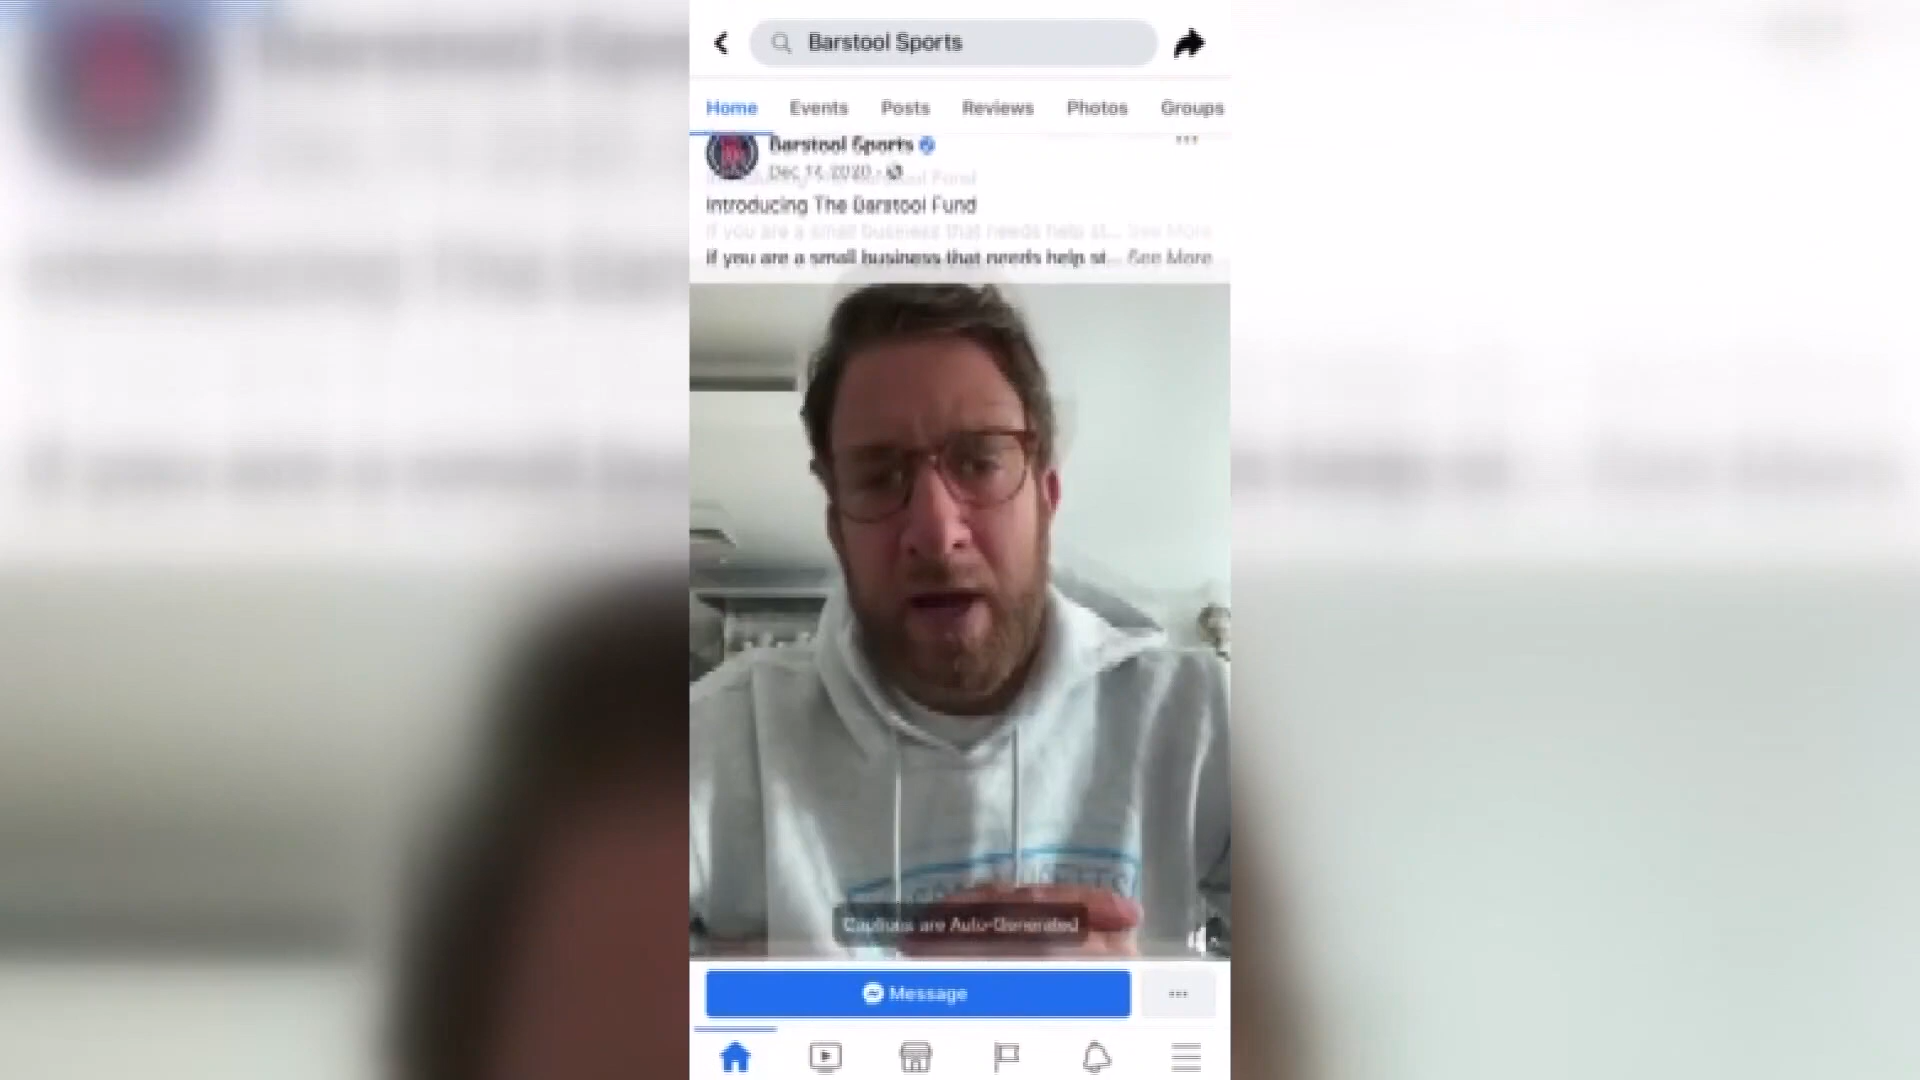 Barstool Sports
Home Events Posts Reviews Photos Groups
Barstool Sports
Dec 17, 2020
Introducing The Barstool Fund
If you are a small business that needs help st... See More
Captions are Auto-Generated
Message